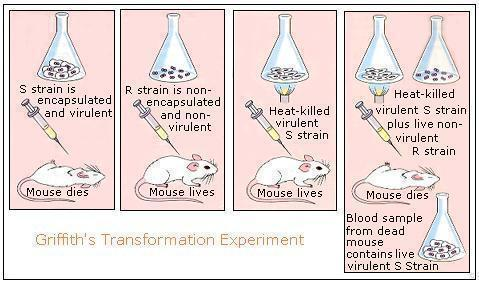 S strain is
encapsulated
and virulent
Mouse dies
R strain is non-
encapsulated
and non-
virulent
Mouse lives
Heat-killed
virulent
S strain
Mouse lives
Heat-killed
virulent S strain
plus live non-
virulent
R strain
Mouse dies
Blood sample
from dead
mouse
contains live
virulent S Strain
Griffith's Transformation Experiment